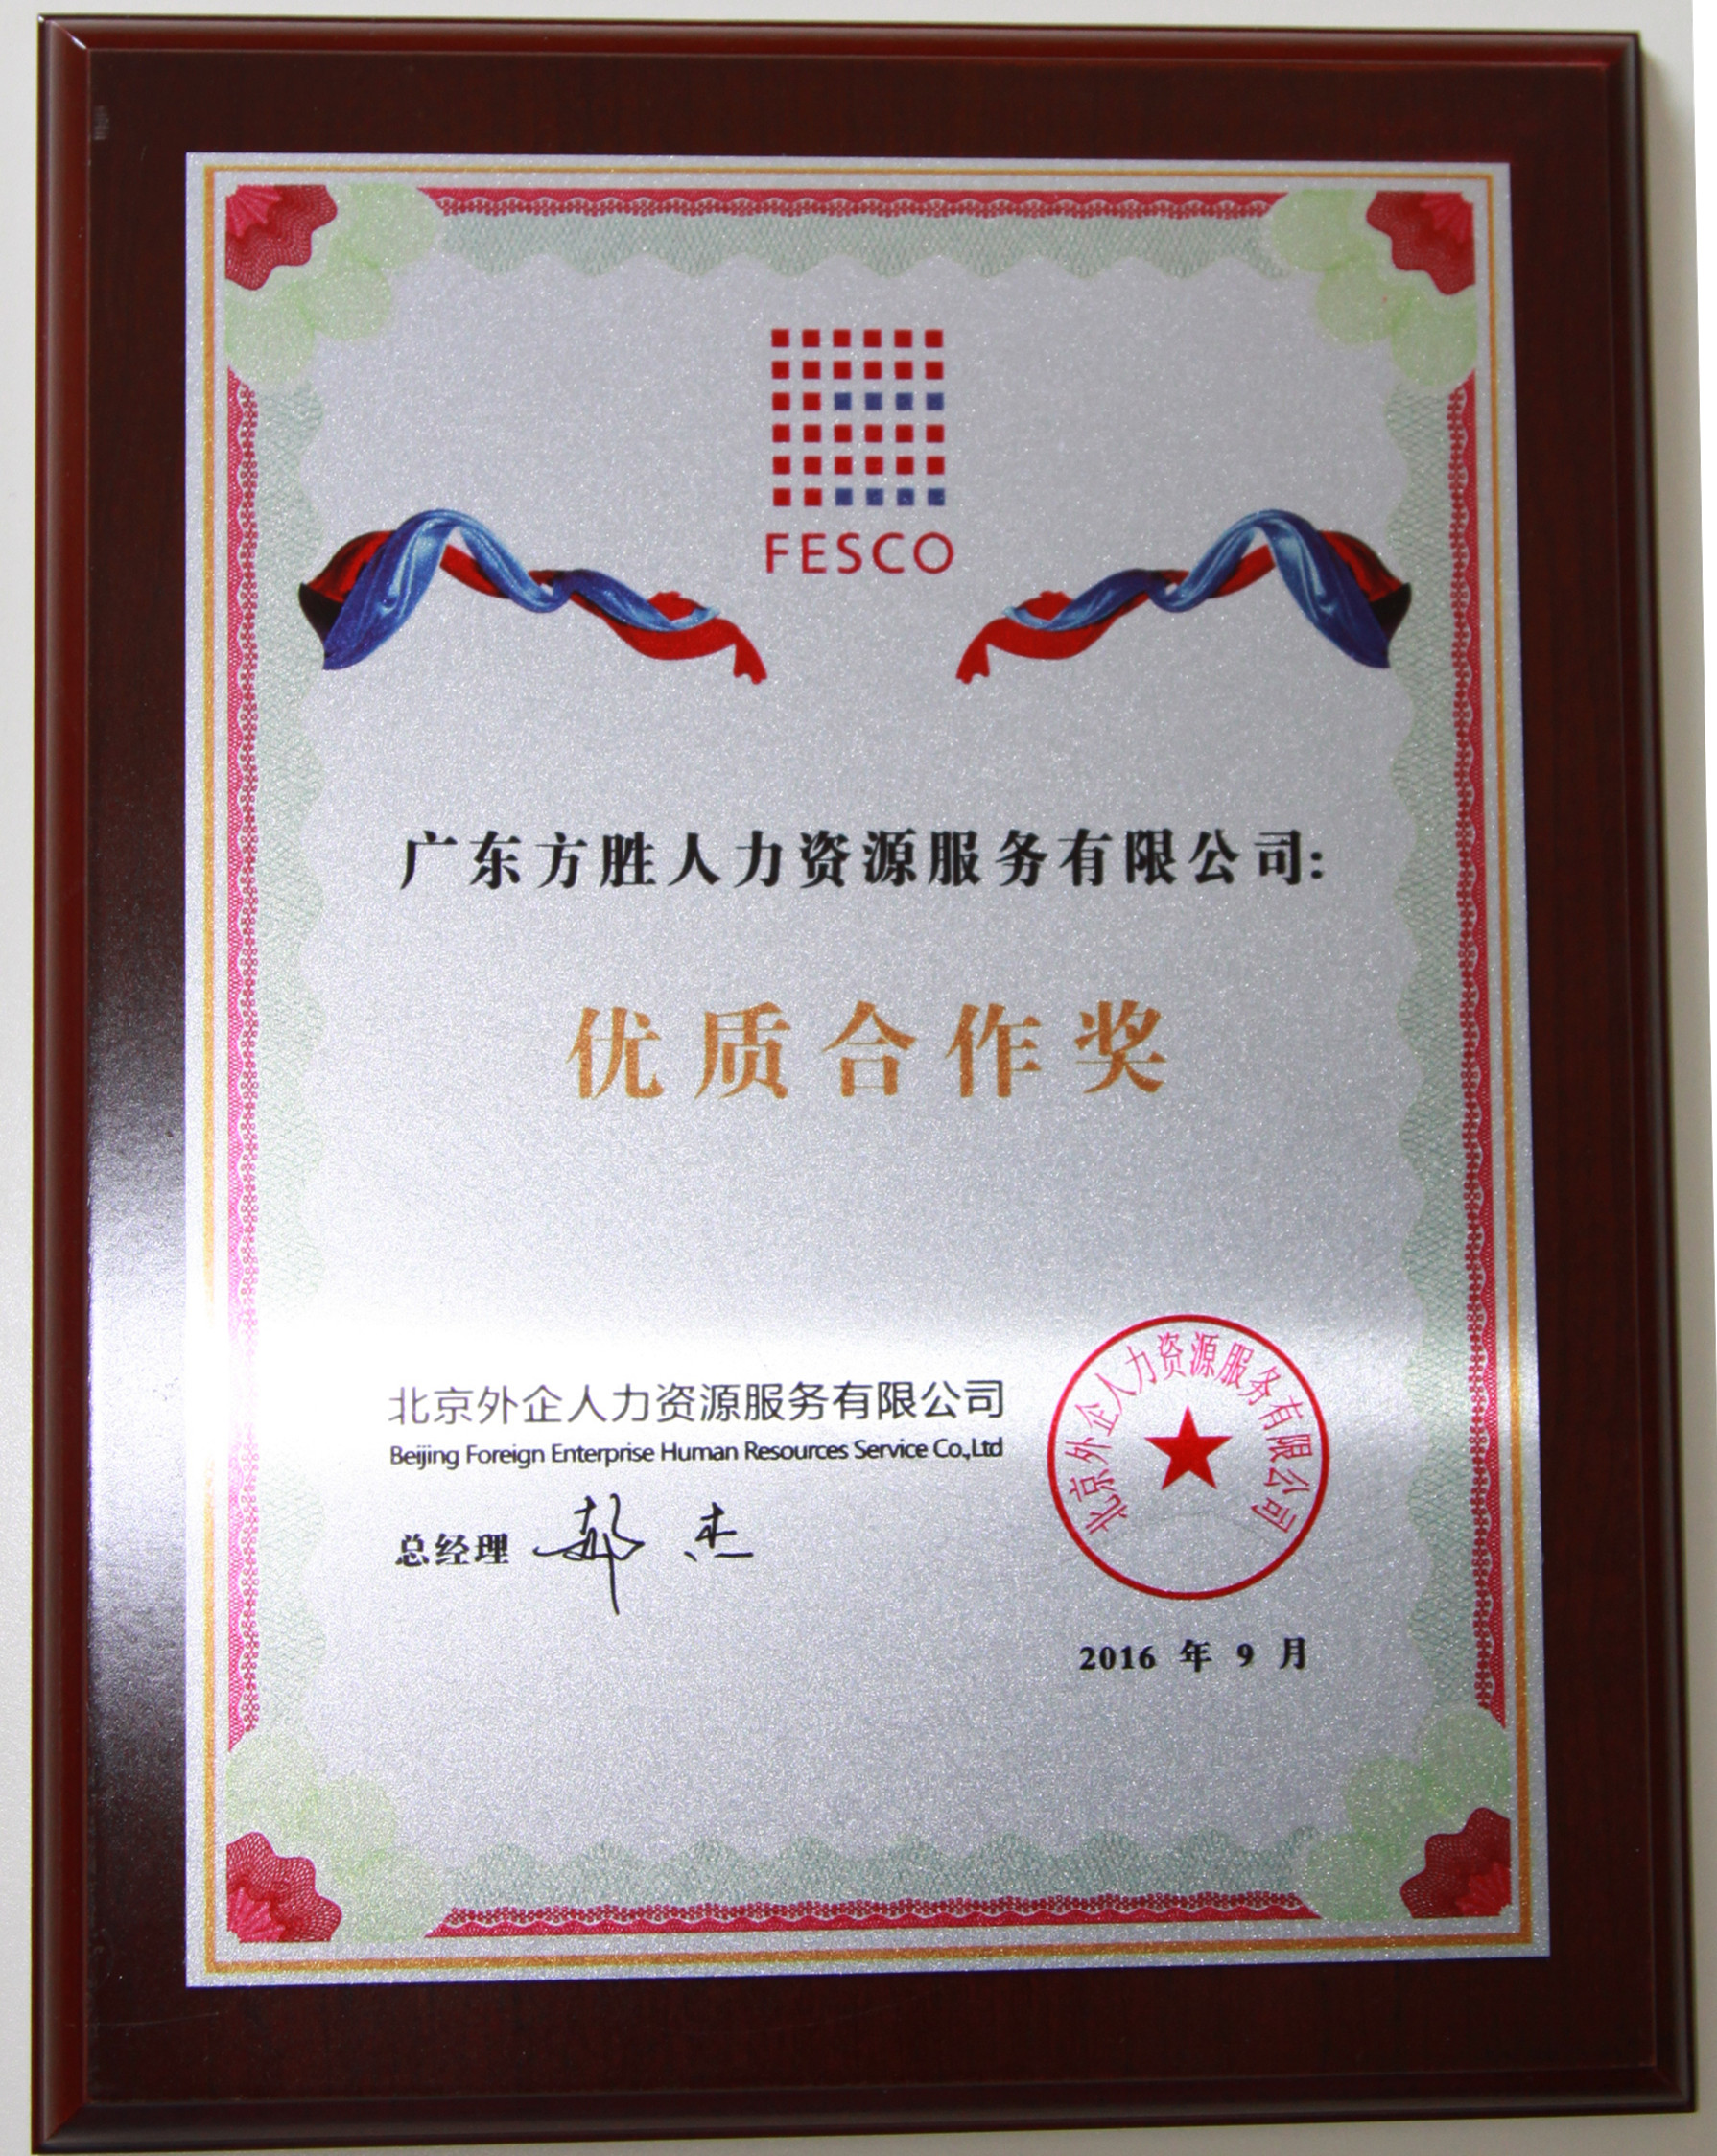 FESCO
广东方胜人力资源服务有限公司:
优质合作奖
北京外企人力资源服务有限公司
Beijing Foreign Enterprise Human Resources Service Co.,Ltd
总经理 郝杰
北京外企人力资源服务有限公司
2016 年 9 月